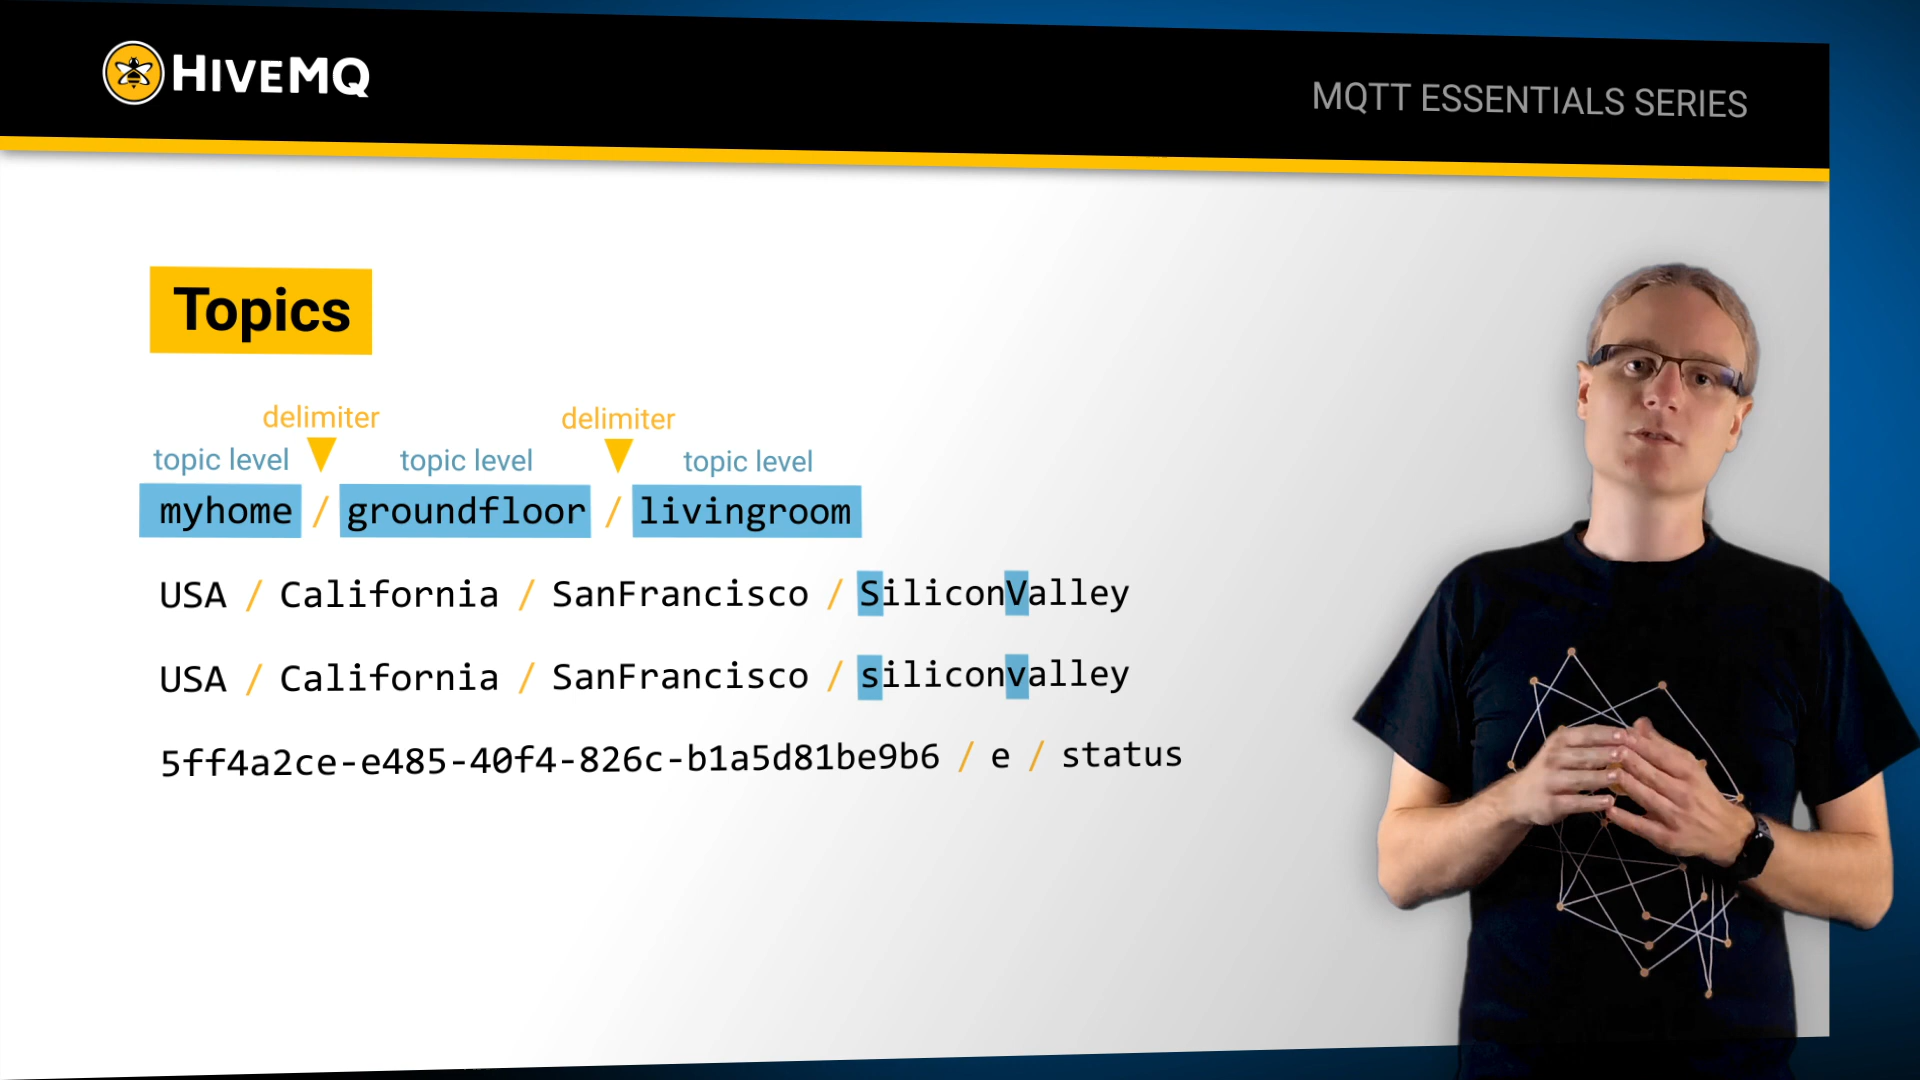 HIVEMQ
MQTT ESSENTIALS SERIES
Topics
delimiter delimiter
topic level topic level topic level
myhome / groundfloor / livingroom
USA / California / SanFrancisco / SiliconValley
USA / California / SanFrancisco / siliconvalley
5ff4a2ce-e485-40f4-826c-b1a5d81be9b6 / e / status